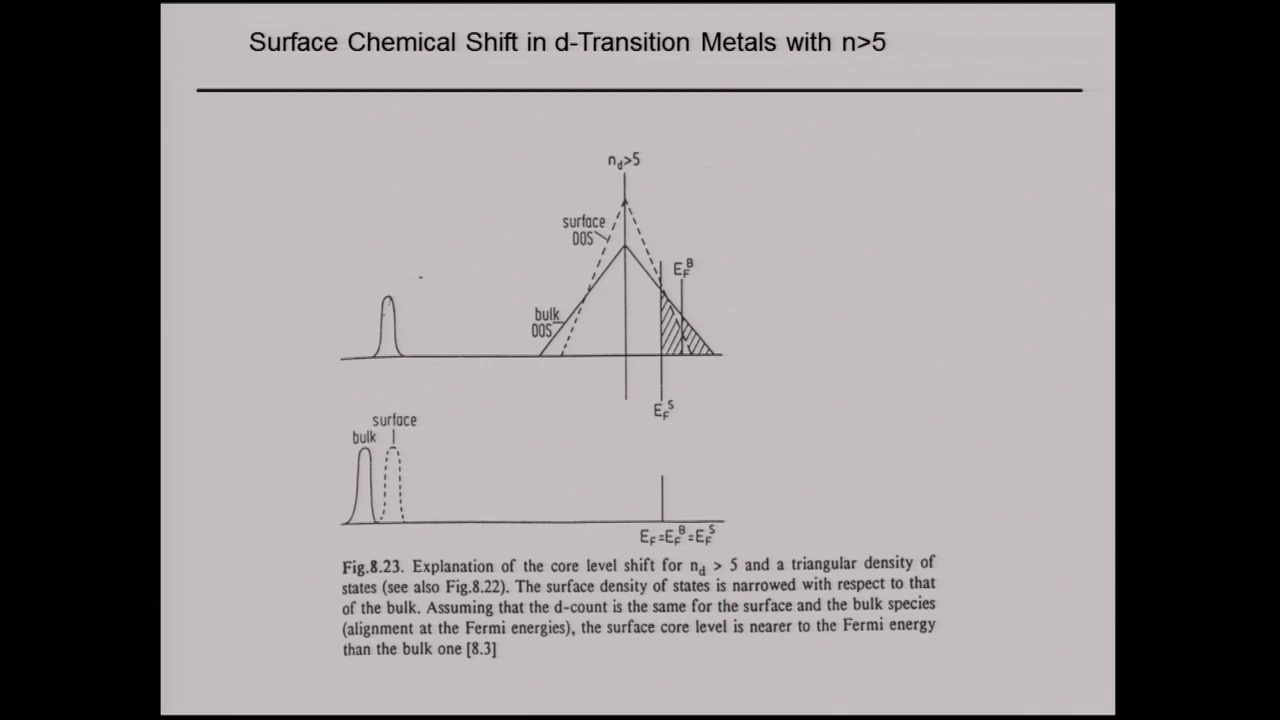 Surface Chemical Shift in d-Transition Metals with n>5
n_d>5
surface
DOS
E_F^B
bulk
DOS
E_F^S
surface
bulk
E_F=E_F^B=E_F^S
Fig.8.23. Explanation of the core level shift for n_d > 5 and a triangular density of
states (see also Fig.8.22). The surface density of states is narrowed with respect to that
of the bulk. Assuming that the d-count is the same for the surface and the bulk species
(alignment at the Fermi energies), the surface core level is nearer to the Fermi energy
than the bulk one [8.3]